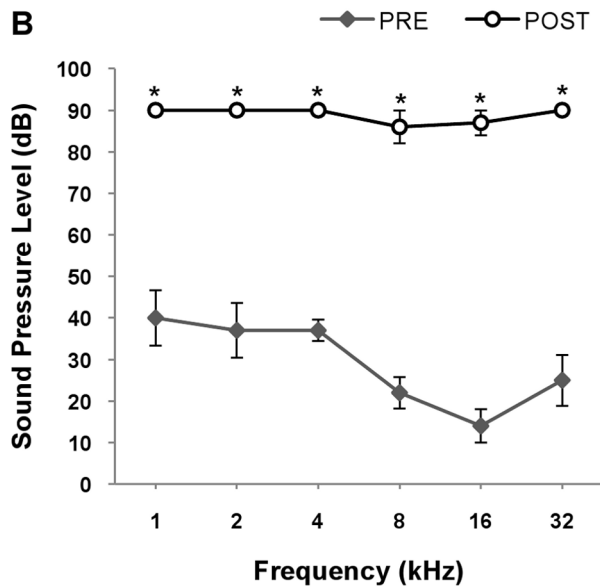 B
PRE POST
Sound Pressure Level (dB)
100
90
80
70
60
50
40
30
20
10
0
* * * * * *
1 2 4 8 16 32
Frequency (kHz)